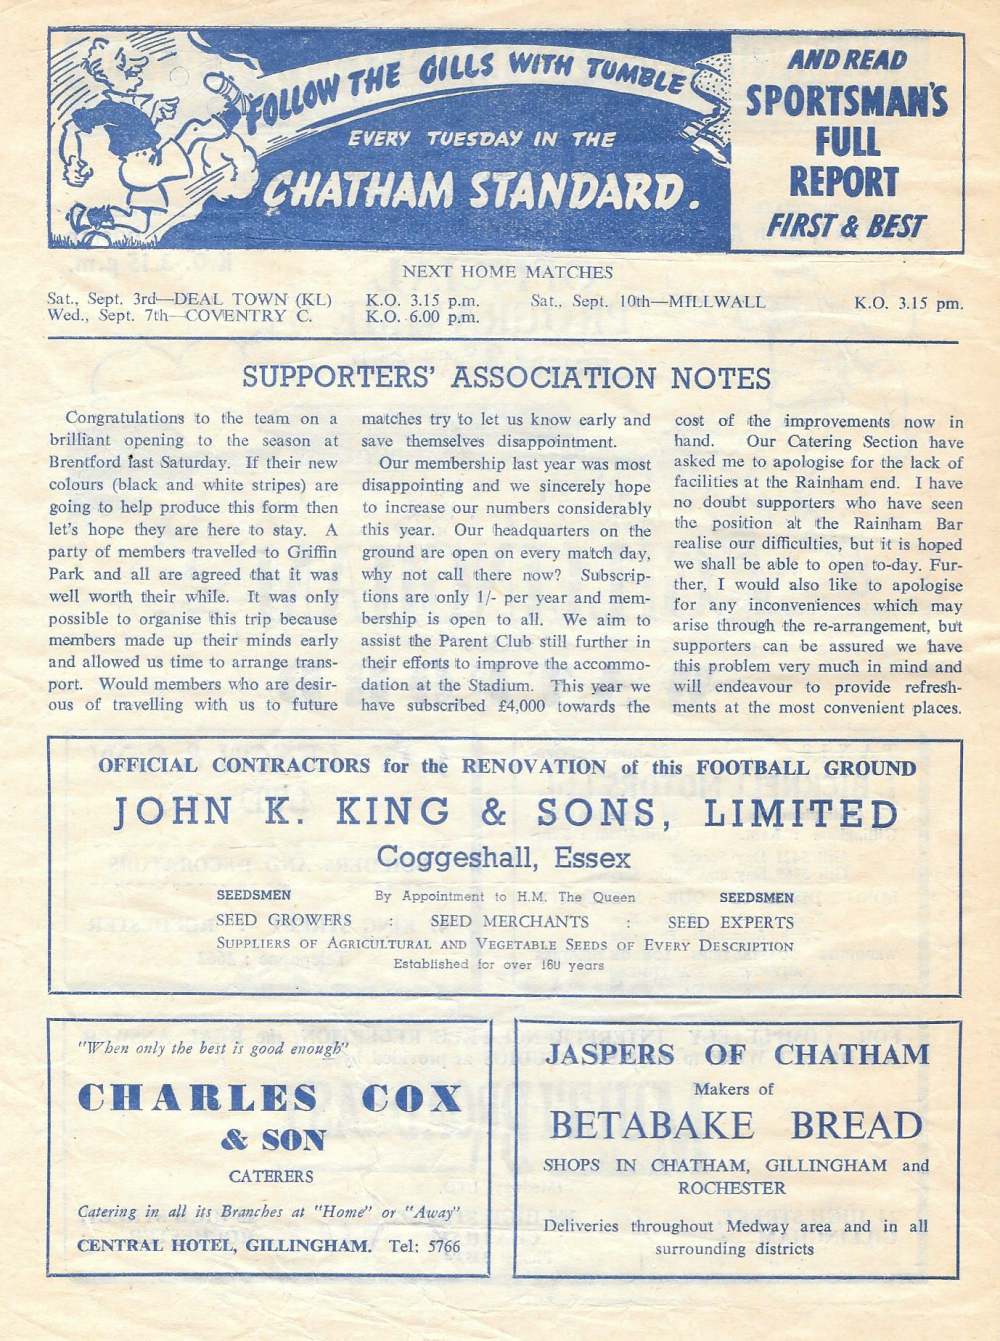 FOLLOW THE GILLS WITH TUMBLE
EVERY TUESDAY IN THE
CHATHAM STANDARD.
AND READ
SPORTSMAN'S
FULL
REPORT
FIRST & BEST
NEXT HOME MATCHES
Sat., Sept. 3rd—DEAL TOWN (KL) K.O. 3.15 p.m.
Wed., Sept. 7th—COVENTRY C. K.O. 6.00 p.m.
Sat., Sept. 10th—MILLWALL K.O. 3.15 pm.
SUPPORTERS' ASSOCIATION NOTES
Congratulations to the team on a
brilliant opening to the season at
Brentford last Saturday. If their new
colours (black and white stripes) are
going to help produce this form then
let's hope they are here to stay. A
party of members travelled to Griffin
Park and all are agreed that it was
well worth their while. It was only
possible to organise this trip because
members made up their minds early
and allowed us time to arrange trans-
port. Would members who are desir-
ous of travelling with us to future
matches try to let us know early and
save themselves disappointment.
Our membership last year was most
disappointing and we sincerely hope
to increase our numbers considerably
this year. Our headquarters on the
ground are open on every match day,
why not call there now? Subscrip-
tions are only 1/- per year and mem-
bership is open to all. We aim to
assist the Parent Club still further in
their efforts to improve the accommo-
dation at the Stadium. This year we
have subscribed £4,000 towards the
cost of the improvements now in
hand. Our Catering Section have
asked me to apologise for the lack of
facilities at the Rainham end. I have
no doubt supporters who have seen
the position at the Rainham Bar
realise our difficulties, but it is hoped
we shall be able to open to-day. Fur-
ther, I would also like to apologise
for any inconveniences which may
arise through the re-arrangement, but
supporters can be assured we have
this problem very much in mind and
will endeavour to provide refresh-
ments at the most convenient places.
OFFICIAL CONTRACTORS for the RENOVATION of this FOOTBALL GROUND
JOHN K. KING & SONS, LIMITED
Coggeshall, Essex
SEEDSMEN By Appointment to H.M. The Queen SEEDSMEN
SEED GROWERS : SEED MERCHANTS : SEED EXPERTS
SUPPLIERS OF AGRICULTURAL AND VEGETABLE SEEDS OF EVERY DESCRIPTION
Established for over 160 years
"When only the best is good enough"
CHARLES COX
& SON
CATERERS
Catering in all its Branches at "Home" or "Away"
CENTRAL HOTEL, GILLINGHAM. Tel: 5766
JASPERS OF CHATHAM
Makers of
BETABAKE BREAD
SHOPS IN CHATHAM, GILLINGHAM and
ROCHESTER
Deliveries throughout Medway area and in all
surrounding districts